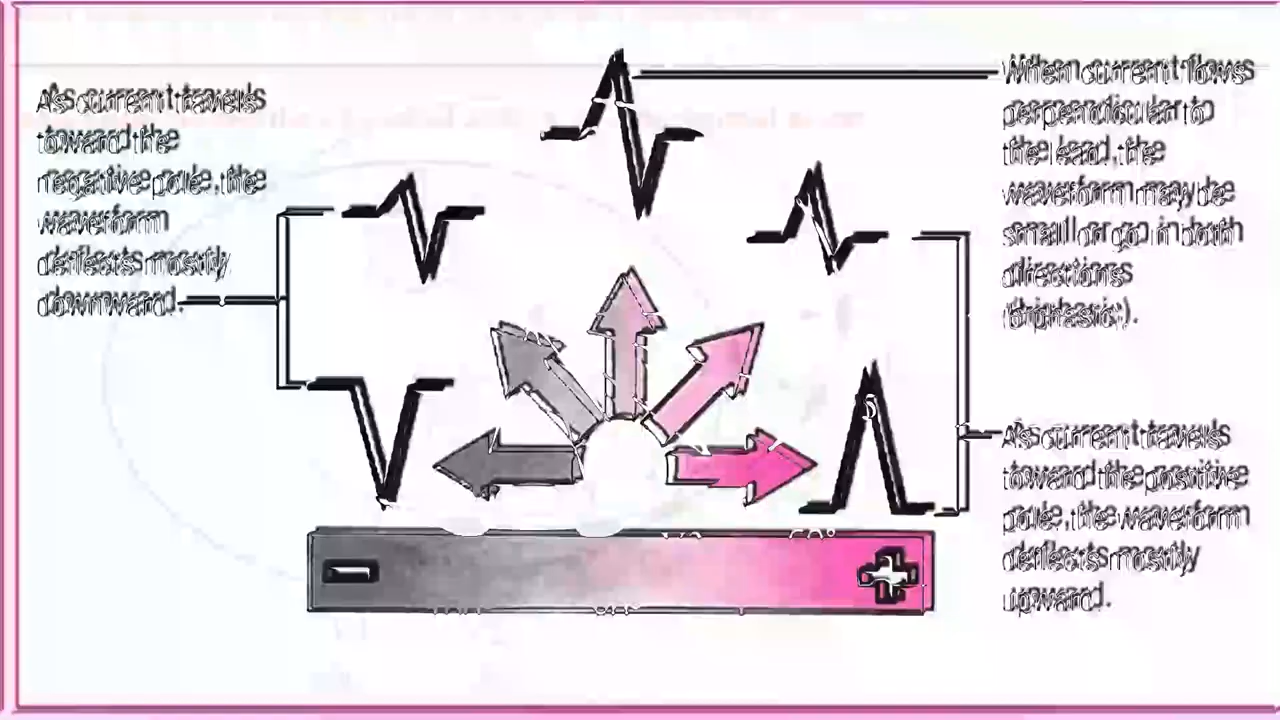 As current travels
toward the
negative pole, the
waveform
deflects mostly
downward.
When current flows
perpendicular to
the lead, the
waveform may be
small or go in both
directions
(biphasic).
As current travels
toward the positive
pole, the waveform
deflects mostly
upward.